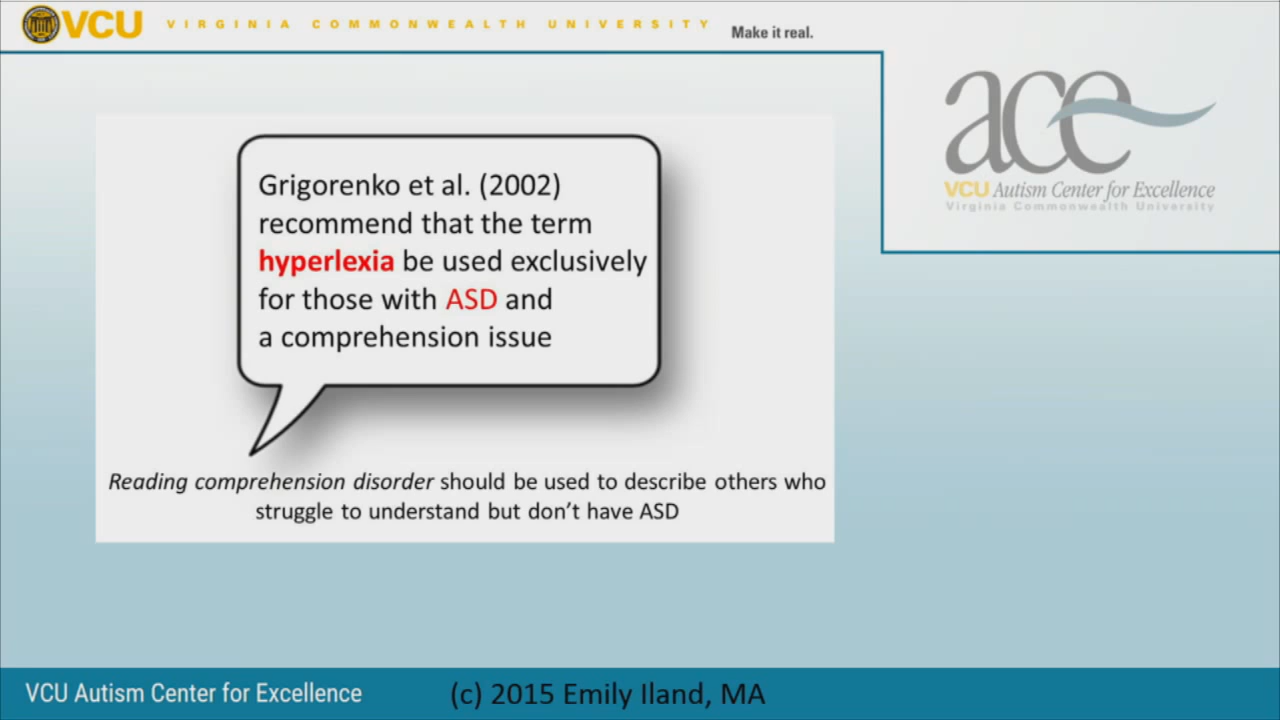 VCU VIRGINIA COMMONWEALTH UNIVERSITY Make it real.
ace
VCU Autism Center for Excellence
Virginia Commonwealth University
Grigorenko et al. (2002)
recommend that the term
hyperlexia be used exclusively
for those with ASD and
a comprehension issue
Reading comprehension disorder should be used to describe others who
struggle to understand but don't have ASD
VCU Autism Center for Excellence (c) 2015 Emily Iland, MA